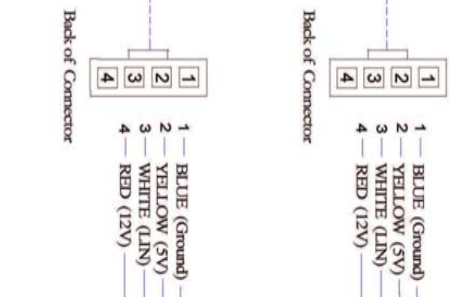 Back of Connector
4 3 2 1
1 BLUE (Ground)
2 YELLOW (5V)
3 WHITE (LIN)
4 RED (12V)
Back of Connector
4 3 2 1
1 BLUE (Ground)
2 YELLOW (5V)
3 WHITE (LIN)
4 RED (12V)